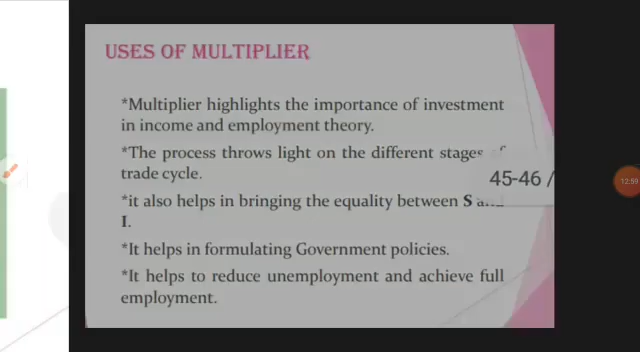 USES OF MULTIPLIER
*Multiplier highlights the importance of investment
in income and employment theory.
*The process throws light on the different stages of
trade cycle.
45-46 /
12:59
*it also helps in bringing the equality between S and
I.
*It helps in formulating Government policies.
*It helps to reduce unemployment and achieve full
employment.